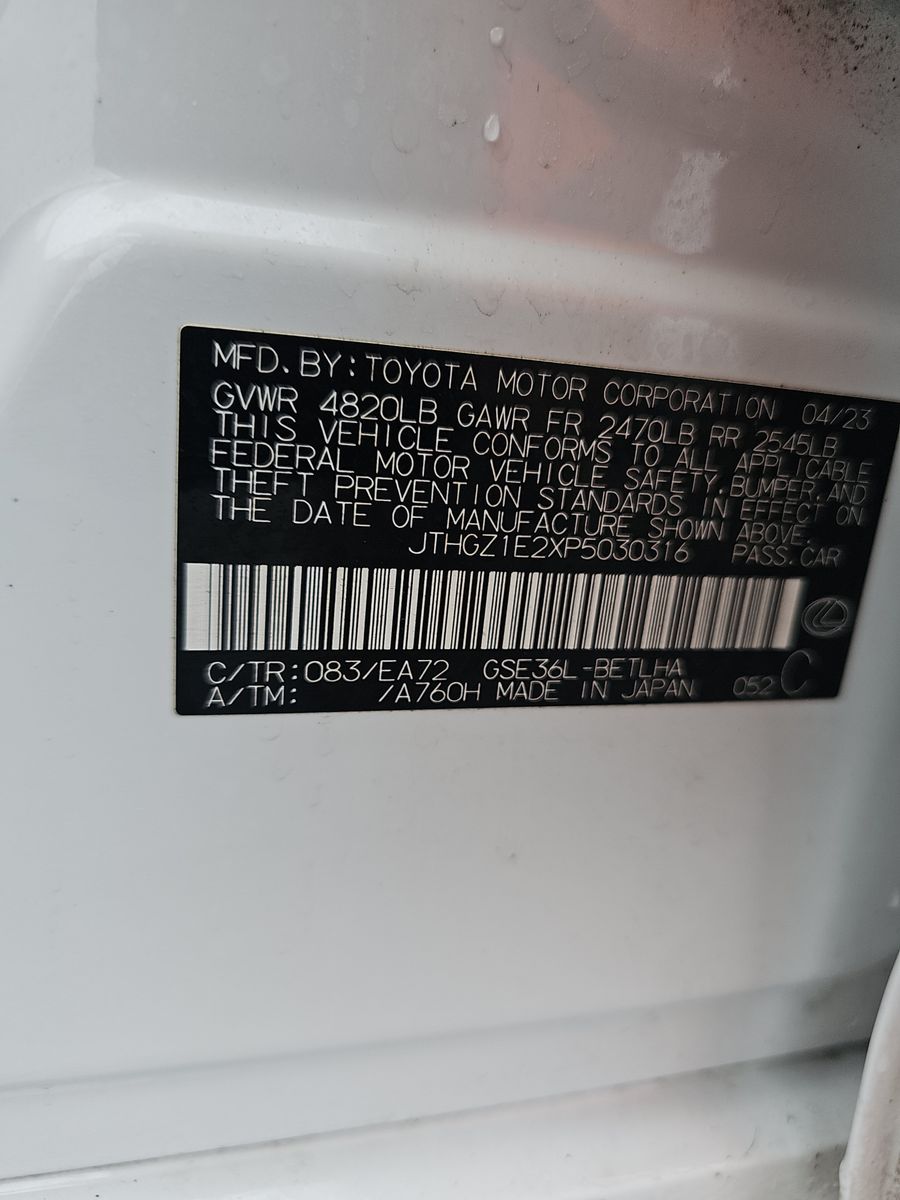 MFD. BY: TOYOTA MOTOR CORPORATION 04/23
GVWR 4820LB GAWR FR 2470LB RR 2545LB
THIS VEHICLE CONFORMS TO ALL APPLICABLE
FEDERAL MOTOR VEHICLE SAFETY, BUMPER, AND
THEFT PREVENTION STANDARDS IN EFFECT ON
THE DATE OF MANUFACTURE SHOWN ABOVE.
JTHGZ1E2XP5030316 PASS. CAR
C/TR: 083/EA72 GSE36L-BETLHA
A/TM: /A760H MADE IN JAPAN 052 C